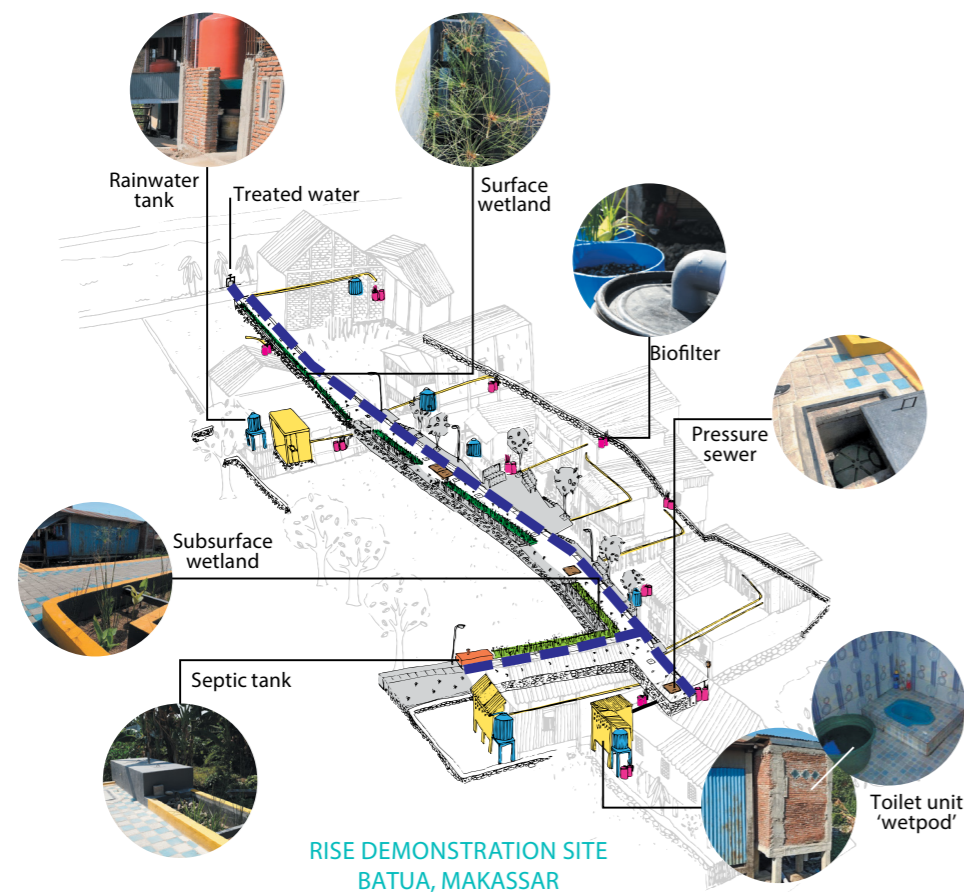 Rainwater
tank
Treated water
Surface
wetland
Biofilter
Pressure
sewer
Subsurface
wetland
Septic tank
Toilet unit
'wetpod'
RISE DEMONSTRATION SITE
BATUA, MAKASSAR